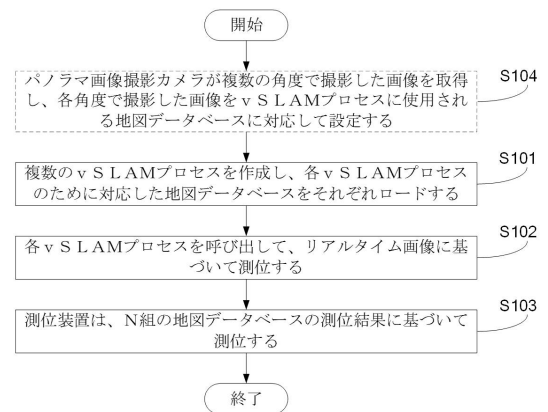 開始
パノラマ画像撮影カメラが複数の角度で撮影した画像を取得
し、各角度で撮影した画像をｖＳＬＡＭプロセスに使用され
る地図データベースに対応して設定する
S104
複数のｖＳＬＡＭプロセスを作成し、各ｖＳＬＡＭプロセス
のために対応した地図データベースをそれぞれロードする
S101
各ｖＳＬＡＭプロセスを呼び出して、リアルタイム画像に基
づいて測位する
S102
測位装置は、Ｎ組の地図データベースの測位結果に基づいて
測位する
S103
終了